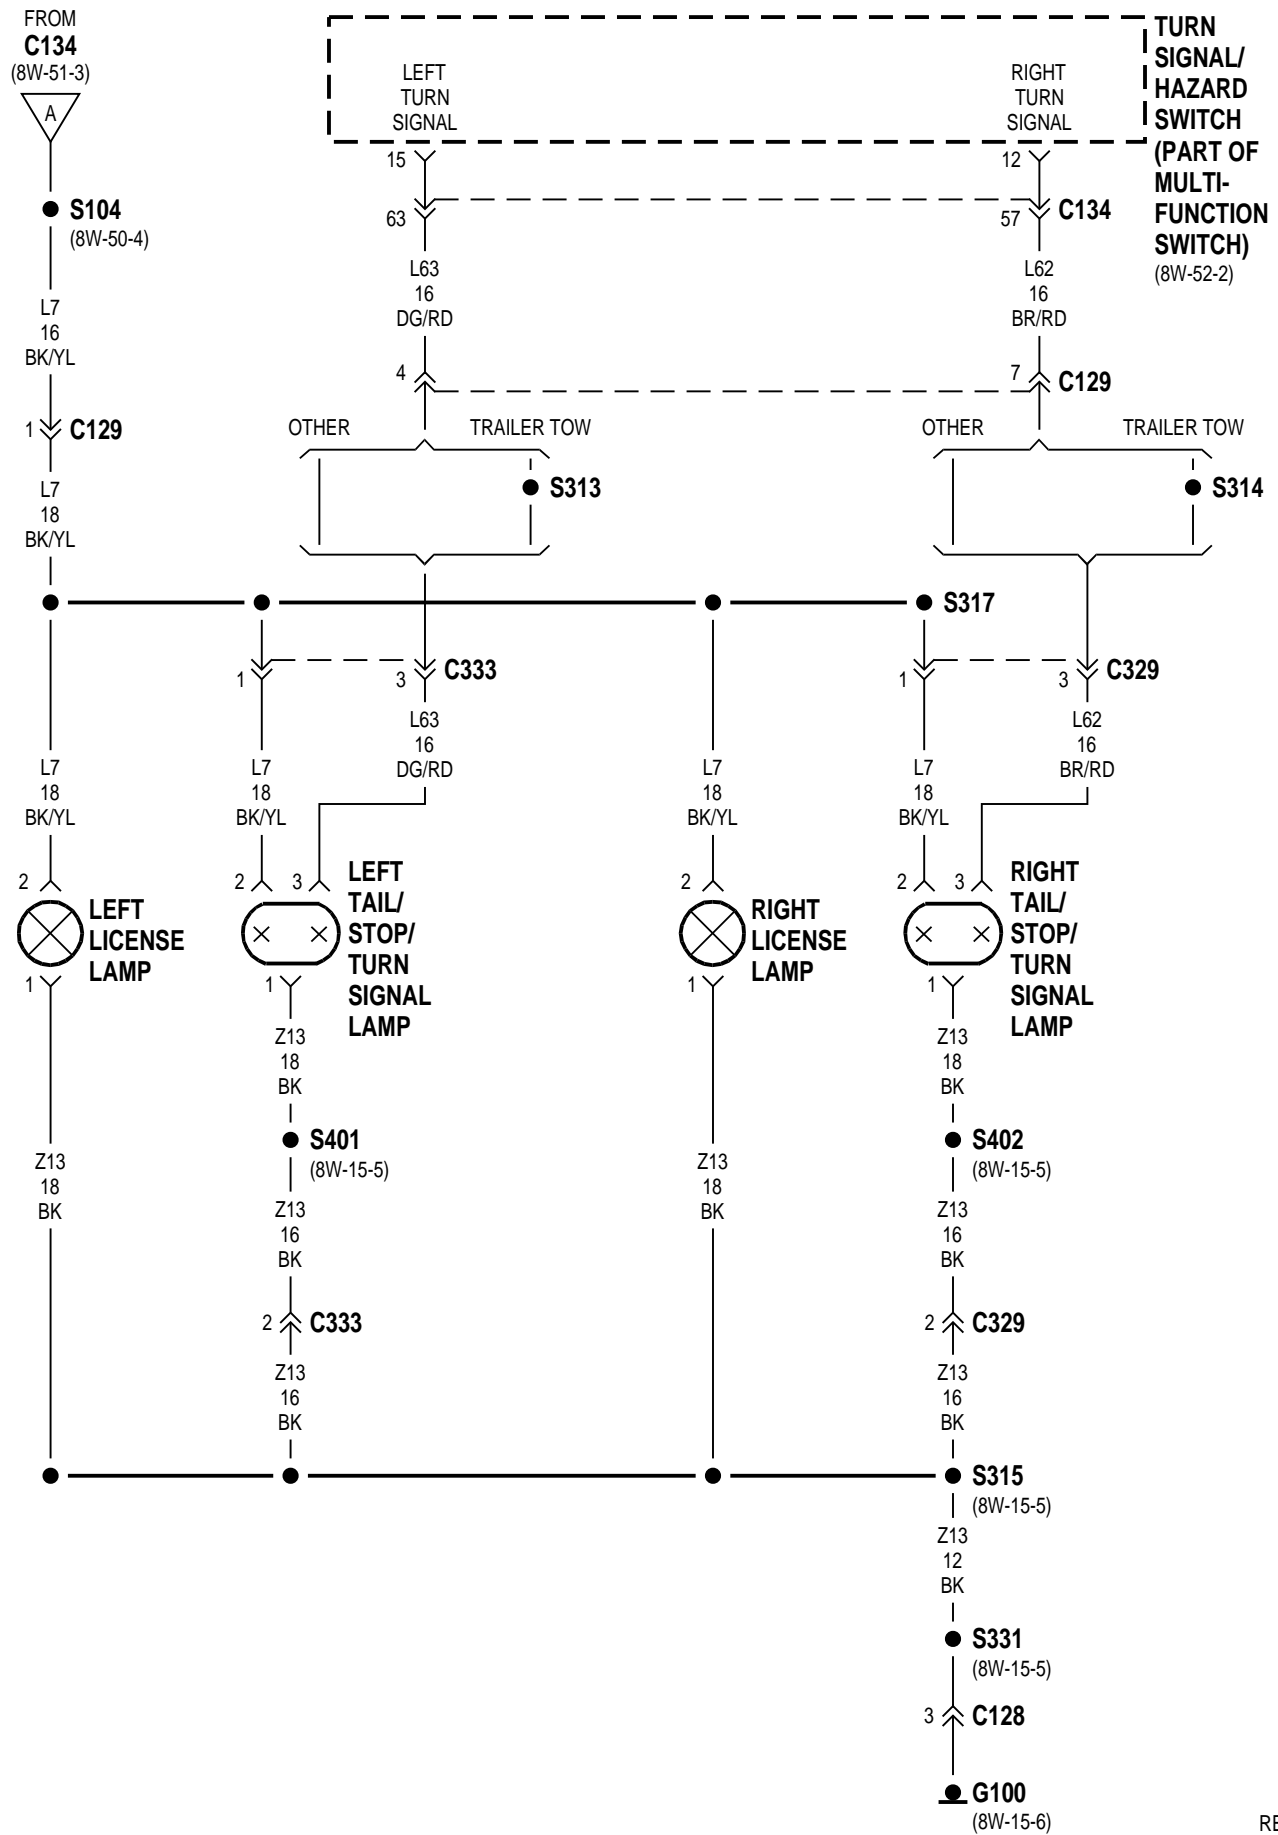 FROM
C134
(8W-51-3)
A
S104
(8W-50-4)
L7
16
BK/YL
1
C129
L7
18
BK/YL
LEFT
TURN
SIGNAL
RIGHT
TURN
SIGNAL
TURN
SIGNAL/
HAZARD
SWITCH
(PART OF
MULTI-
FUNCTION
SWITCH)
(8W-52-2)
15
12
63
57
C134
L63
16
DG/RD
L62
16
BR/RD
4
7
C129
OTHER
TRAILER TOW
OTHER
TRAILER TOW
S313
S314
S317
1
3
C333
1
3
C329
L63
16
DG/RD
L62
16
BR/RD
L7
18
BK/YL
L7
18
BK/YL
L7
18
BK/YL
L7
18
BK/YL
2
LEFT
LICENSE
LAMP
1
2
3
LEFT
TAIL/
STOP/
TURN
SIGNAL
LAMP
1
2
RIGHT
LICENSE
LAMP
1
2
3
RIGHT
TAIL/
STOP/
TURN
SIGNAL
LAMP
1
Z13
18
BK
Z13
18
BK
S401
(8W-15-5)
S402
(8W-15-5)
Z13
18
BK
Z13
16
BK
Z13
18
BK
Z13
16
BK
2
C333
2
C329
Z13
16
BK
Z13
16
BK
S315
(8W-15-5)
Z13
12
BK
S331
(8W-15-5)
3
C128
G100
(8W-15-6)